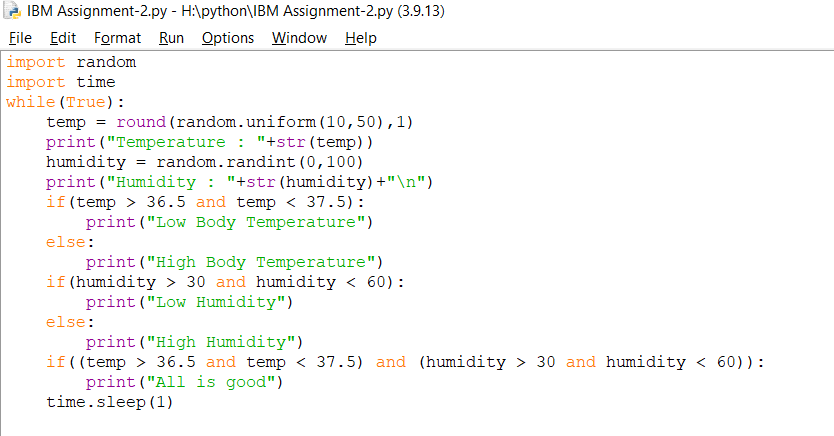 IBM Assignment-2.py - H:\python\IBM Assignment-2.py (3.9.13)
File Edit Format Run Options Window Help
import random
import time
while(True):
    temp = round(random.uniform(10,50),1)
    print("Temperature : "+str(temp))
    humidity = random.randint(0,100)
    print("Humidity : "+str(humidity)+"\n")
    if(temp > 36.5 and temp < 37.5):
        print("Low Body Temperature")
    else:
        print("High Body Temperature")
    if(humidity > 30 and humidity < 60):
        print("Low Humidity")
    else:
        print("High Humidity")
    if((temp > 36.5 and temp < 37.5) and (humidity > 30 and humidity < 60)):
        print("All is good")
    time.sleep(1)